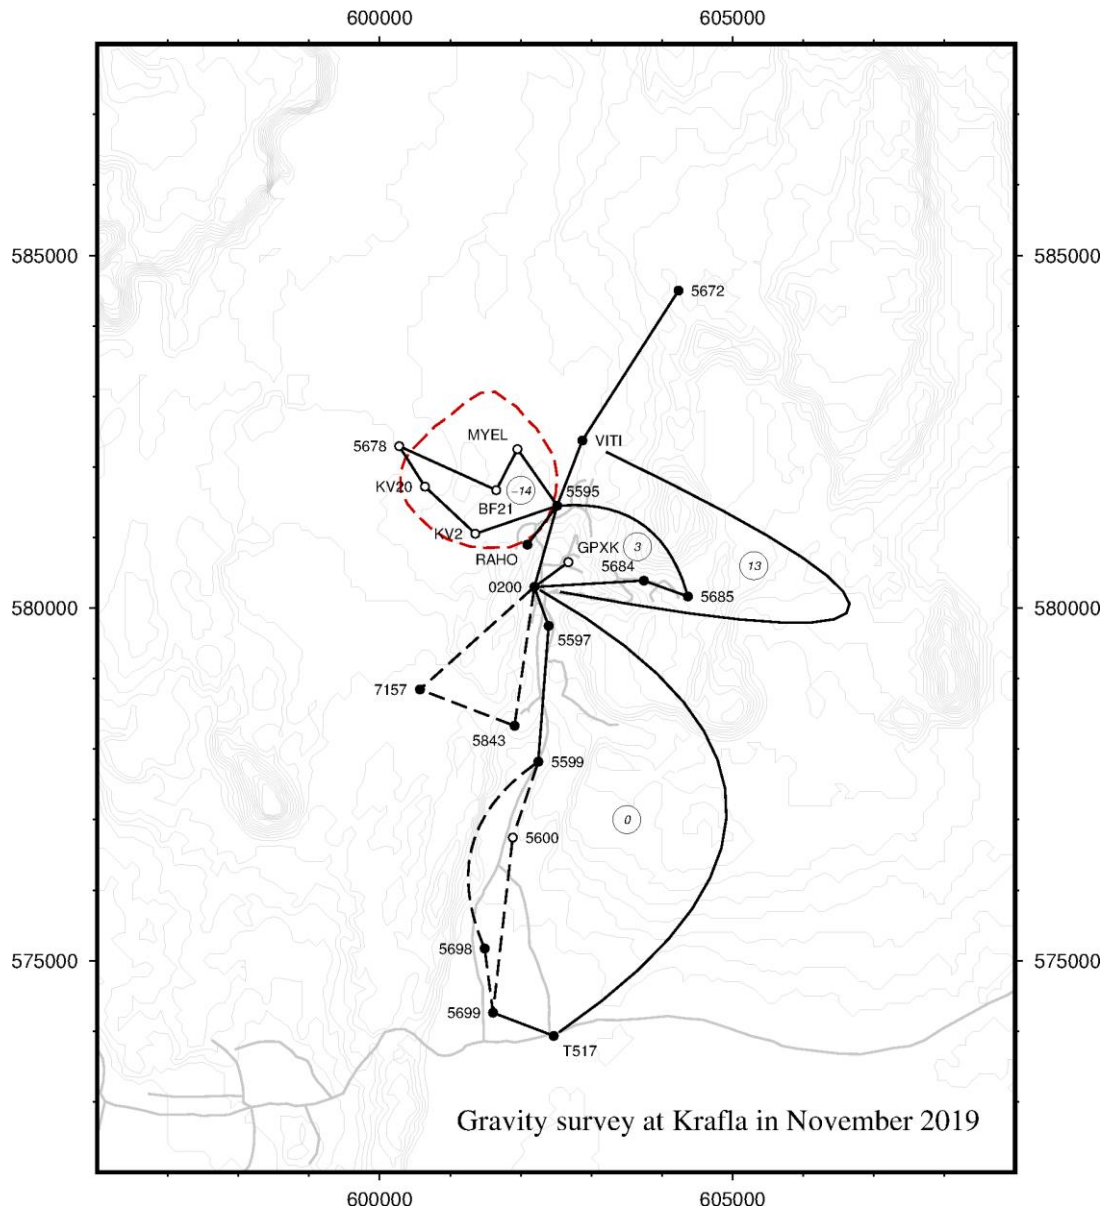 600000 605000
585000 585000
5672
MYEL
5678 VITI
KV20 5595
BF21 -14
KV2 GPXK 3
RAHO 5684 13
580000 0200 5685 580000
5597
7157
5843
5599
0
5600
5698
575000 575000
5699
T517
Gravity survey at Krafla in November 2019
600000 605000